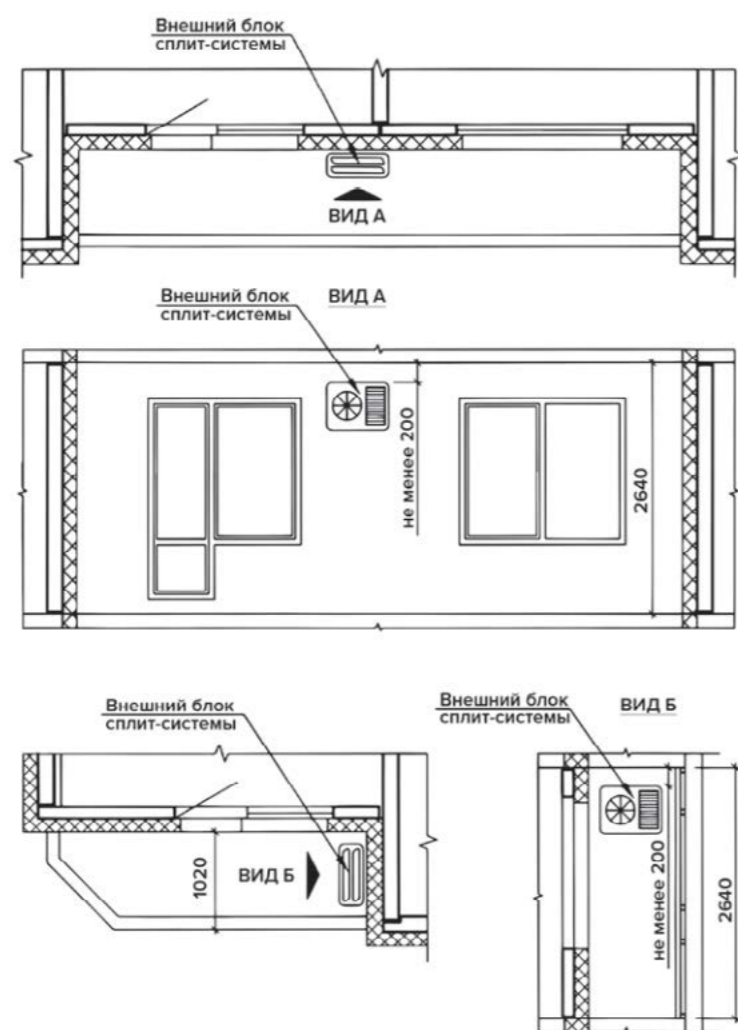 Внешний блок
сплит-системы
ВИД А
Внешний блок
сплит-системы
ВИД А
не менее 200
2640
Внешний блок
сплит-системы
1020
ВИД Б
Внешний блок
сплит-системы
ВИД Б
не менее 200
2640